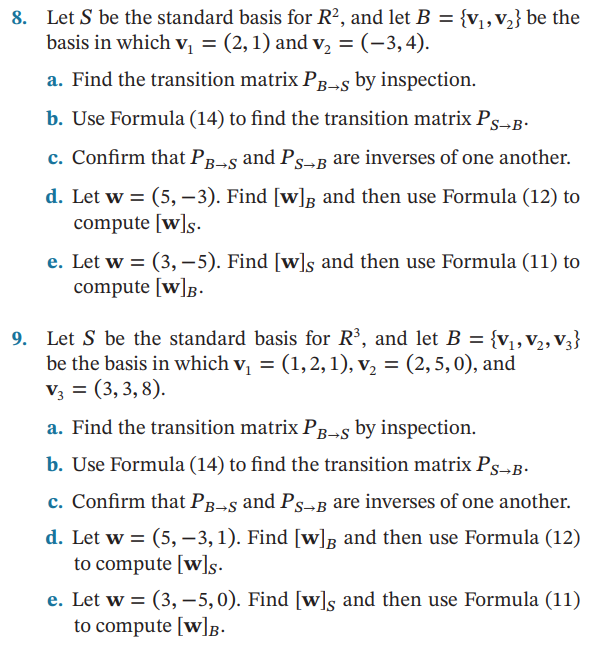 8. Let S be the standard basis for R², and let B = {v₁, v₂} be the
basis in which v₁ = (2, 1) and v₂ = (−3, 4).
a. Find the transition matrix P_B→S by inspection.
b. Use Formula (14) to find the transition matrix P_S→B.
c. Confirm that P_B→S and P_S→B are inverses of one another.
d. Let w = (5, −3). Find [w]_B and then use Formula (12) to
compute [w]_S.
e. Let w = (3, −5). Find [w]_S and then use Formula (11) to
compute [w]_B.
9. Let S be the standard basis for R³, and let B = {v₁, v₂, v₃}
be the basis in which v₁ = (1, 2, 1), v₂ = (2, 5, 0), and
v₃ = (3, 3, 8).
a. Find the transition matrix P_B→S by inspection.
b. Use Formula (14) to find the transition matrix P_S→B.
c. Confirm that P_B→S and P_S→B are inverses of one another.
d. Let w = (5, −3, 1). Find [w]_B and then use Formula (12)
to compute [w]_S.
e. Let w = (3, −5, 0). Find [w]_S and then use Formula (11)
to compute [w]_B.